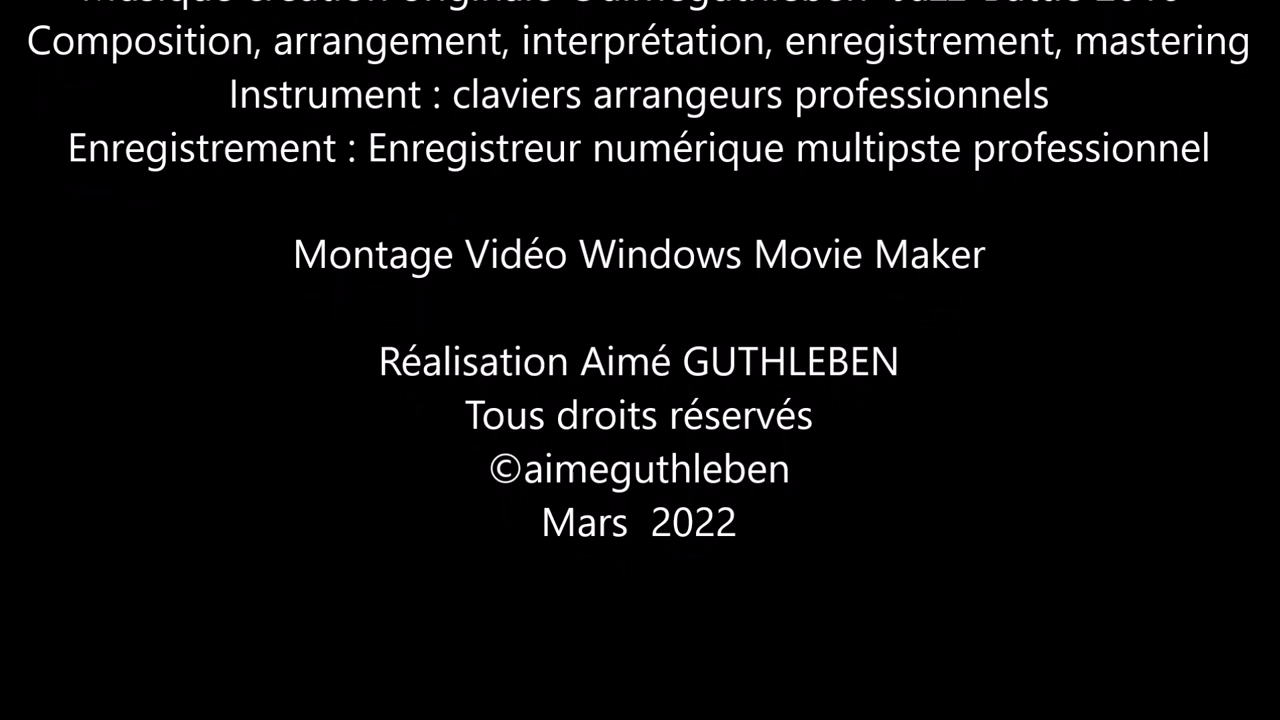 Composition, arrangement, interprétation, enregistrement, mastering
Instrument : claviers arrangeurs professionnels
Enregistrement : Enregistreur numérique multipste professionnel
Montage Vidéo Windows Movie Maker
Réalisation Aimé GUTHLEBEN
Tous droits réservés
©aimeguthleben
Mars  2022